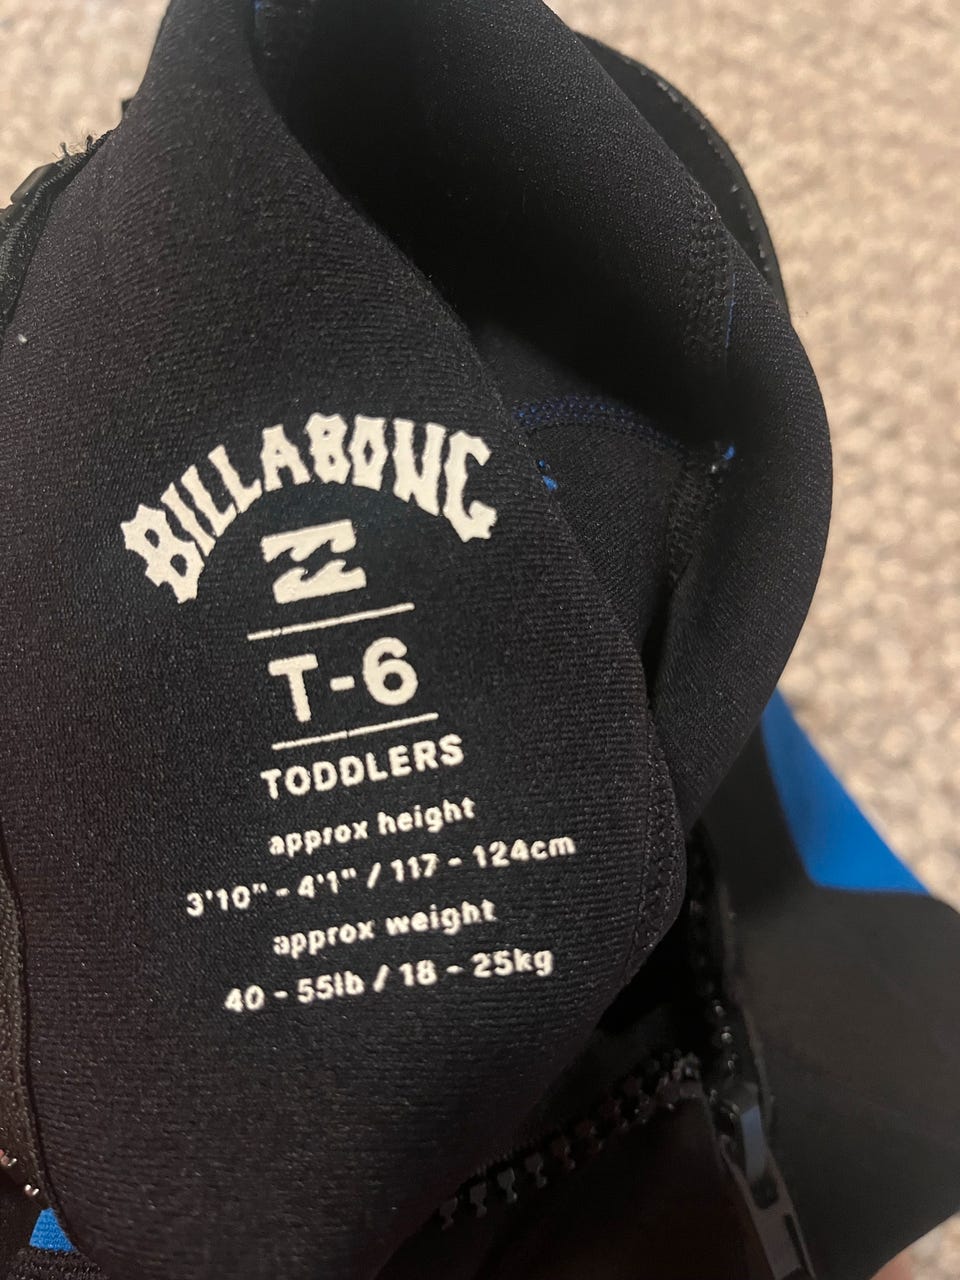 BILLABONG
T-6
TODDLERS
approx height
3'10" - 4'1" / 117 - 124cm
approx weight
40 - 55lb / 18 - 25kg